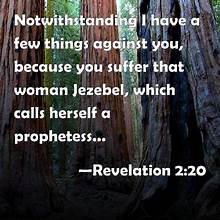 Notwithstanding I have a
few things against you,
because you suffer that
woman Jezebel, which
calls herself a
prophetess...
—Revelation 2:20